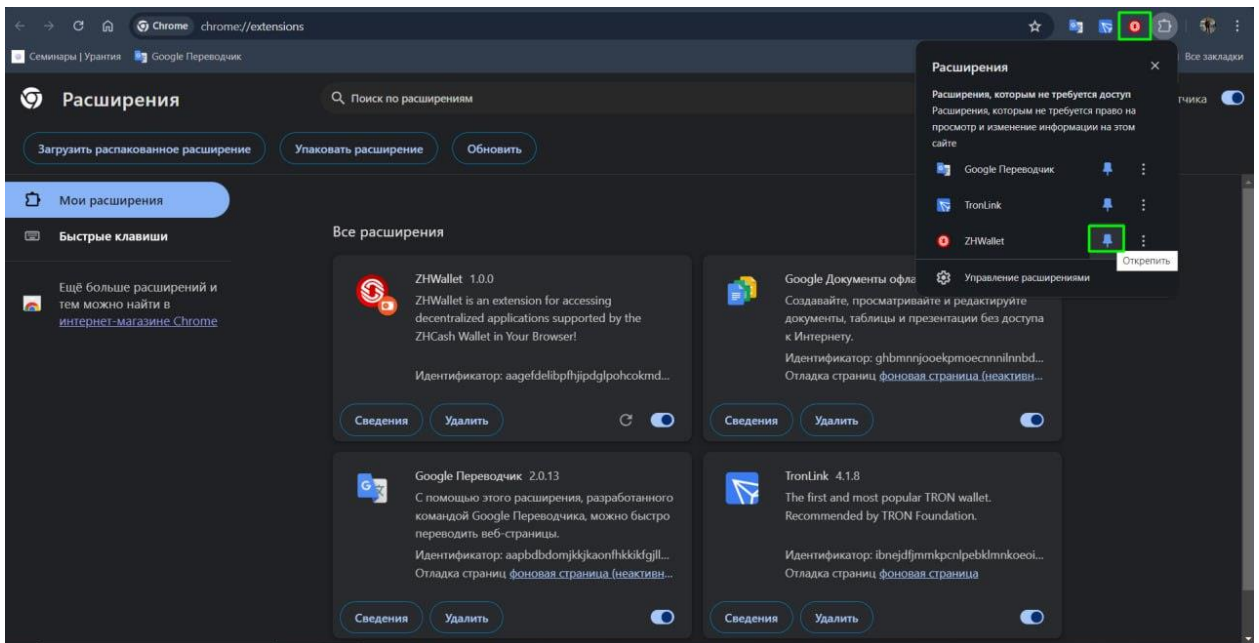 Chrome chrome://extensions
Семинары | Урантия Google Переводчик
Все закладки
Расширения
Поиск по расширениям
тчика
Загрузить распакованное расширение Упаковать расширение Обновить
Мои расширения
Быстрые клавиши
Ещё больше расширений и
тем можно найти в
интернет-магазине Chrome
Расширения
Расширения, которым не требуется доступ
Расширения, которым не требуется право на
просмотр и изменение информации на этом
сайте
Google Переводчик
TronLink
ZHWallet
Открепить
Управление расширениями
Все расширения
ZHWallet 1.0.0
ZHWallet is an extension for accessing
decentralized applications supported by the
ZHCash Wallet in Your Browser!
Идентификатор: aagefdelibpfhjipdglpohcokmd...
Сведения Удалить
Google Документы офла
Создавайте, просматривайте и редактируйте
документы, таблицы и презентации без доступа
к Интернету.
Идентификатор: ghbmnnjooekpmoecnnnilnnbd...
Отладка страниц фоновая страница (неактивн...
Сведения Удалить
Google Переводчик 2.0.13
С помощью этого расширения, разработанного
командой Google Переводчика, можно быстро
переводить веб-страницы.
Идентификатор: aapbdbdomjkkjkaonfhkkikfgjll...
Отладка страниц фоновая страница (неактивн...
Сведения Удалить
TronLink 4.1.8
The first and most popular TRON wallet.
Recommended by TRON Foundation.
Идентификатор: ibnejdfjmmkpcnlpebklmnkoeoi...
Отладка страниц фоновая страница
Сведения Удалить